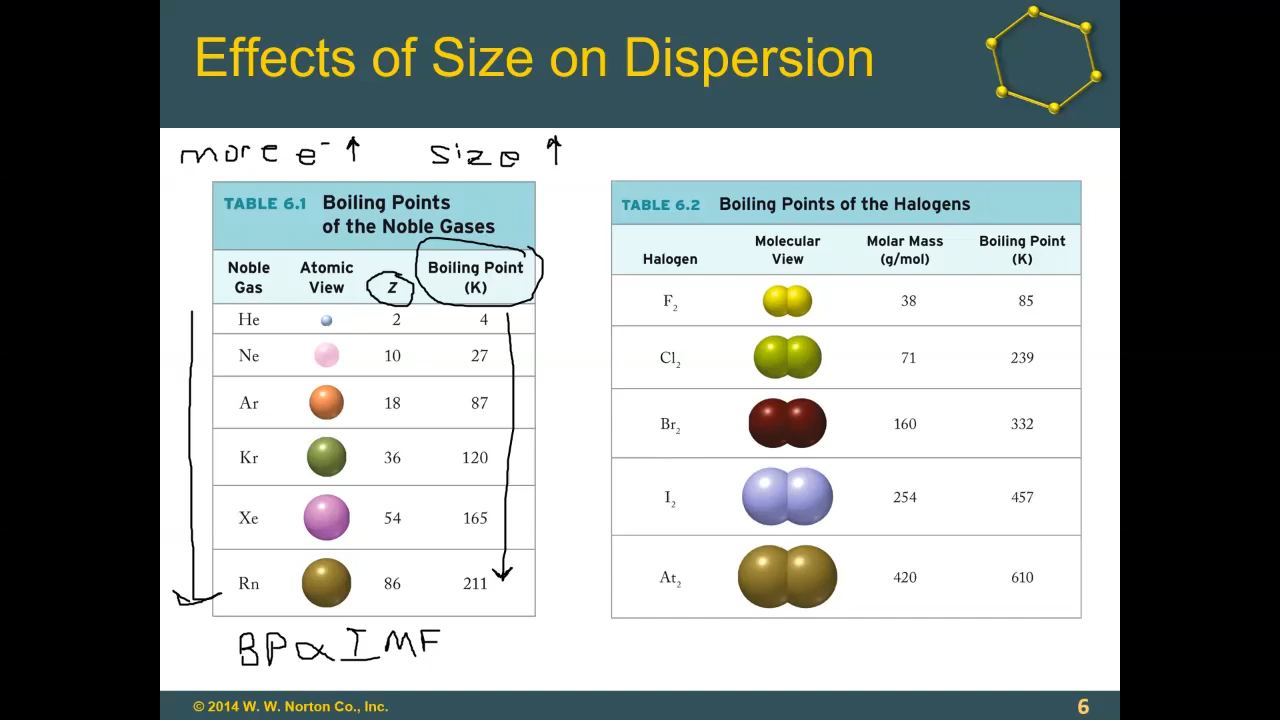 Effects of Size on Dispersion
more e- ↑ size ↑
TABLE 6.1 Boiling Points
of the Noble Gases
Noble Gas Atomic View Z Boiling Point (K)
He 2 4
Ne 10 27
Ar 18 87
Kr 36 120
Xe 54 165
Rn 86 211
BP α IMF
TABLE 6.2 Boiling Points of the Halogens
Halogen Molecular View Molar Mass (g/mol) Boiling Point (K)
F₂ 38 85
Cl₂ 71 239
Br₂ 160 332
I₂ 254 457
At₂ 420 610
© 2014 W. W. Norton Co., Inc.
6